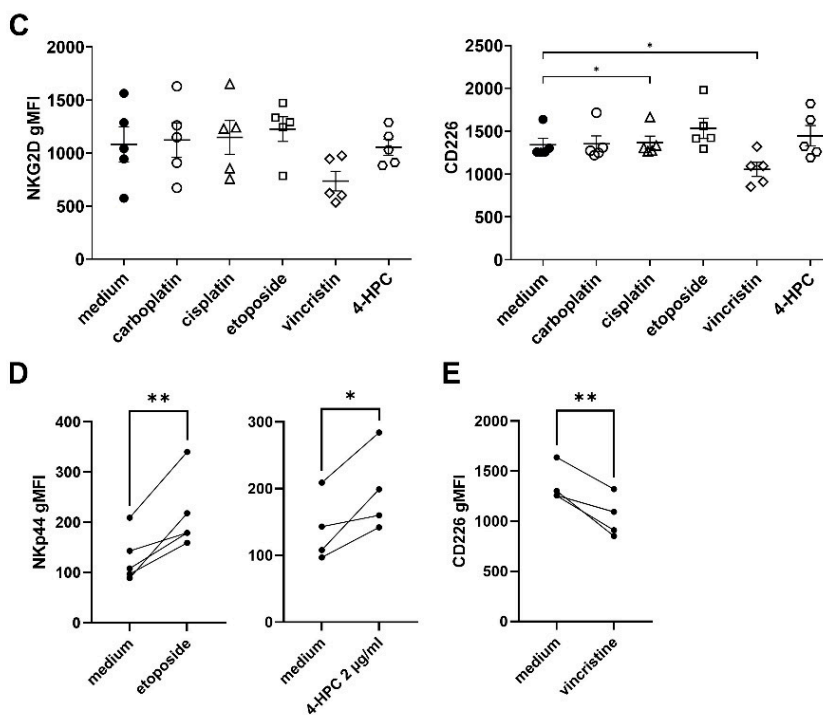 C
NKG2D gMFI
2000
1500
1000
500
0
medium
carboplatin
cisplatin
etoposide
vincristin
4-HPC
CD226
2500
2000
1500
1000
500
0
*
*
medium
carboplatin
cisplatin
etoposide
vincristin
4-HPC
D
NKp44 gMFI
400
300
200
100
0
**
medium
etoposide
300
200
100
0
*
medium
4-HPC 2 µg/ml
E
CD226 gMFI
2000
1500
1000
500
0
**
medium
vincristine